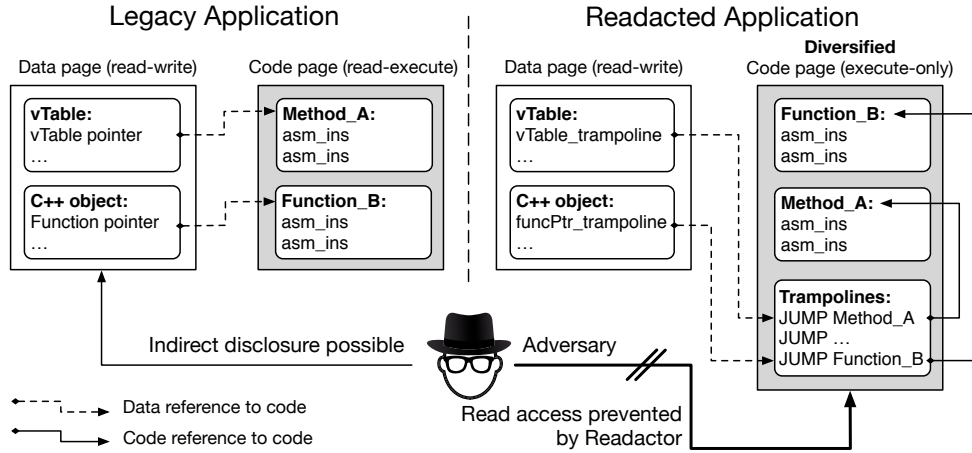 Legacy Application
Data page (read-write)
Code page (read-execute)
vTable:
vTable pointer
...
Method_A:
asm_ins
asm_ins
C++ object:
Function pointer
...
Function_B:
asm_ins
asm_ins
Readacted Application
Data page (read-write)
Diversified
Code page (execute-only)
vTable:
vTable_trampoline
...
Function_B:
asm_ins
asm_ins
C++ object:
funcPtr_trampoline
...
Method_A:
asm_ins
asm_ins
Trampolines:
JUMP Method_A
JUMP ...
JUMP Function_B
Indirect disclosure possible
Adversary
Read access prevented
by Readactor
Data reference to code
Code reference to code